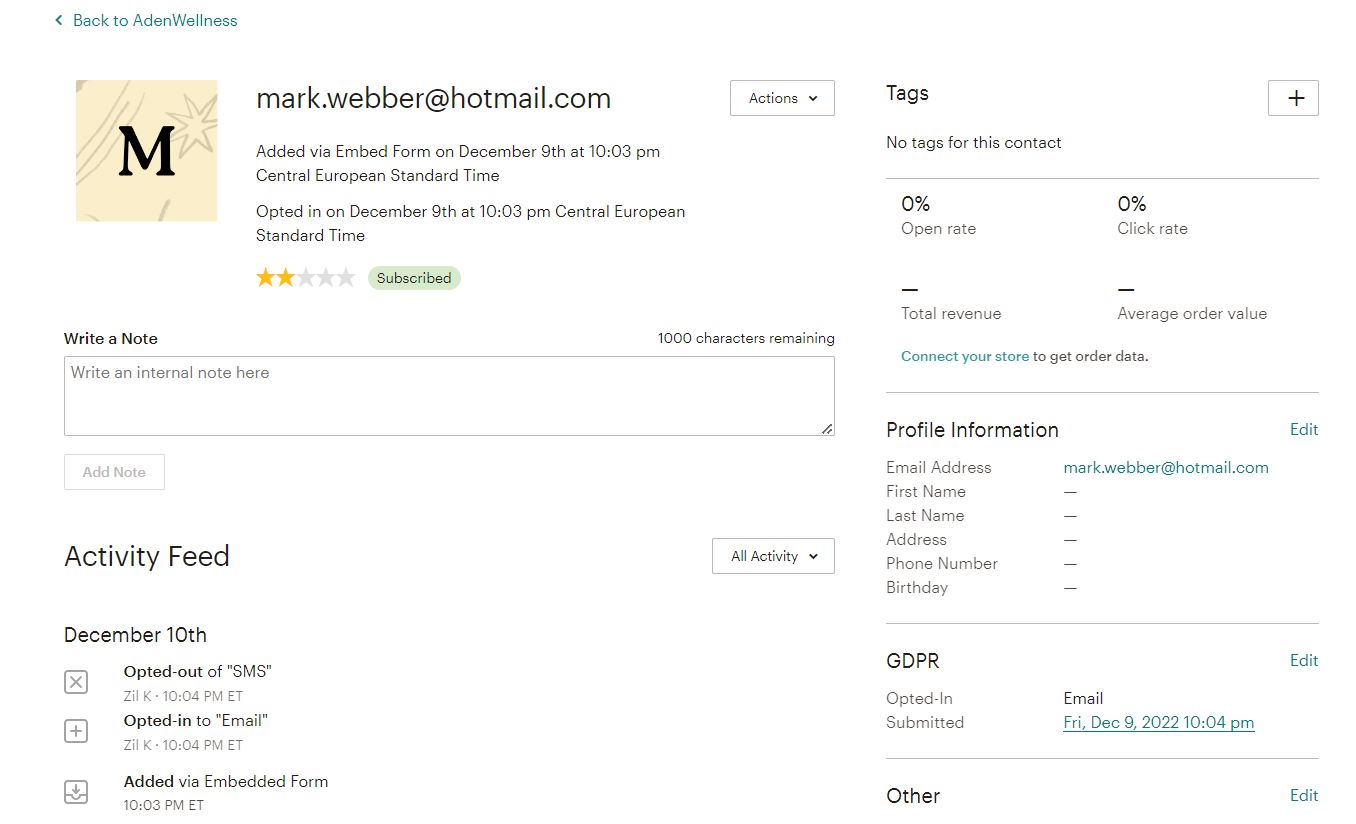 Back to AdenWellness
M
mark.webber@hotmail.com
Actions
Added via Embed Form on December 9th at 10:03 pm
Central European Standard Time
Opted in on December 9th at 10:03 pm Central European
Standard Time
Subscribed
Write a Note
1000 characters remaining
Write an internal note here
Add Note
Activity Feed
All Activity
December 10th
Opted-out of "SMS"
Zil K · 10:04 PM ET
Opted-in to "Email"
Zil K · 10:04 PM ET
Added via Embedded Form
10:03 PM ET
Tags
+
No tags for this contact
0%
Open rate
0%
Click rate
—
Total revenue
—
Average order value
Connect your store to get order data.
Profile Information
Edit
Email Address mark.webber@hotmail.com
First Name —
Last Name —
Address —
Phone Number —
Birthday —
GDPR
Edit
Opted-In Email
Submitted Fri, Dec 9, 2022 10:04 pm
Other
Edit